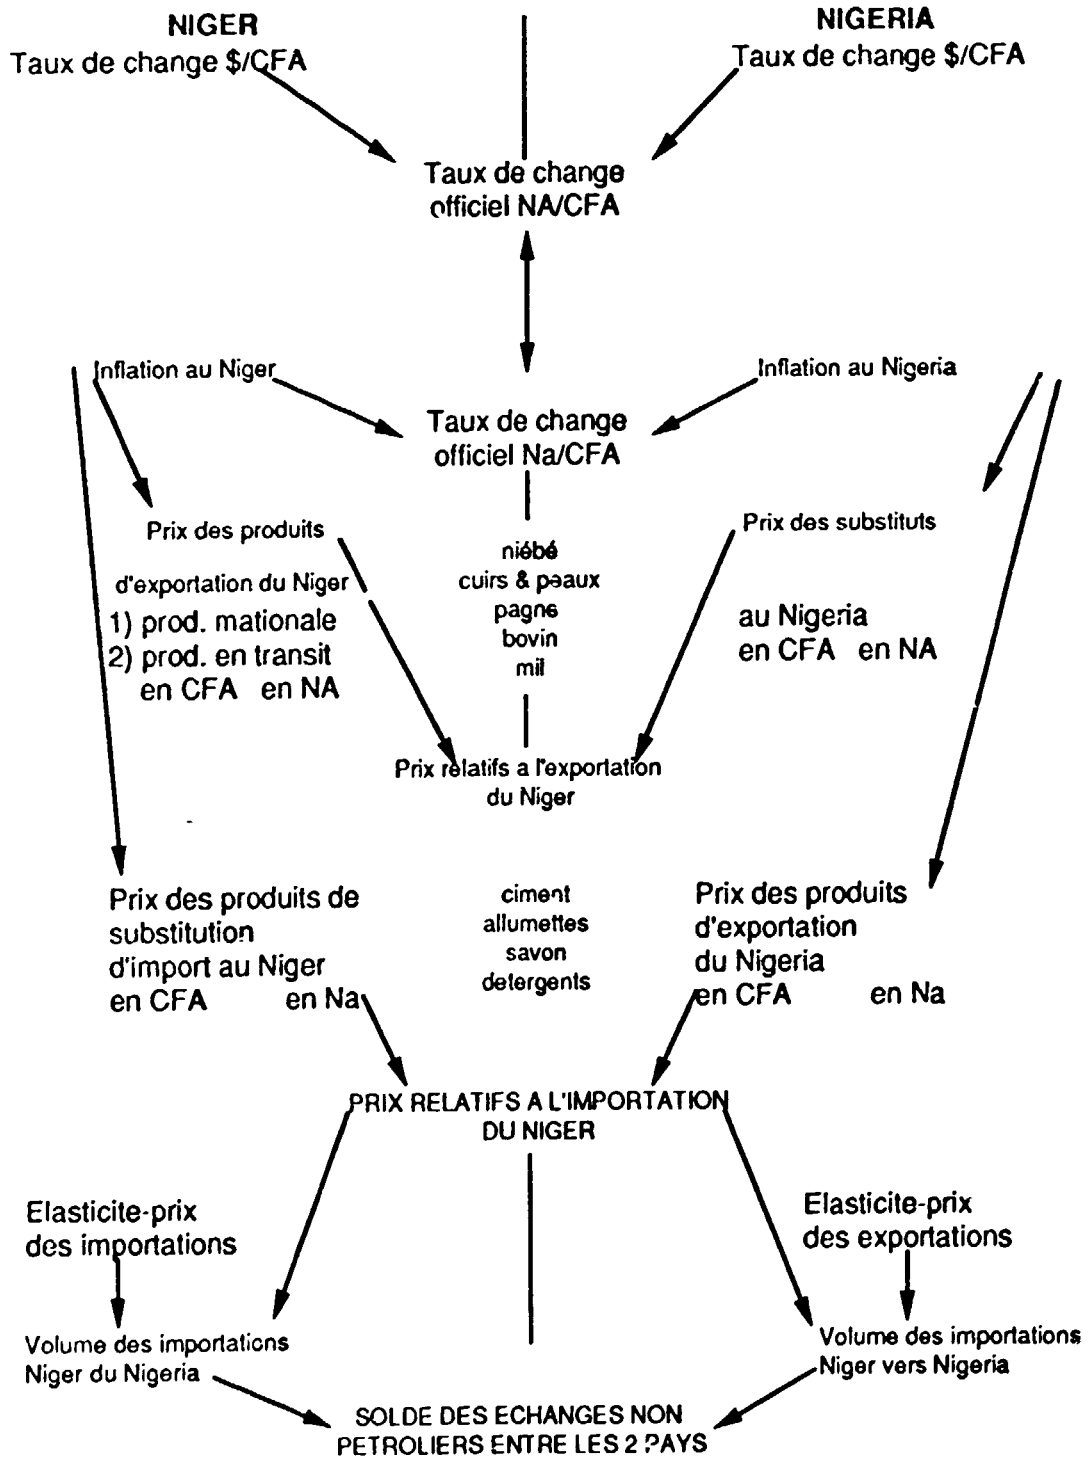 NIGER
Taux de change $/CFA
NIGERIA
Taux de change $/CFA
Taux de change
officiel NA/CFA
Inflation au Niger
Inflation au Nigeria
Taux de change
officiel Na/CFA
Prix des produits
d'exportation du Niger
1) prod. mationale
2) prod. en transit
en CFA en NA
niébé
cuirs & peaux
pagne
bovin
mil
Prix des substituts
au Nigeria
en CFA en NA
Prix relatifs a l'exportation
du Niger
Prix des produits de
substitution
d'import au Niger
en CFA en Na
ciment
allumettes
savon
detergents
Prix des produits
d'exportation
du Nigeria
en CFA en Na
PRIX RELATIFS A L'IMPORTATION
DU NIGER
Elasticite-prix
des importations
Elasticite-prix
des exportations
Volume des importations
Niger du Nigeria
Volume des importations
Niger vers Nigeria
SOLDE DES ECHANGES NON
PETROLIERS ENTRE LES 2 PAYS